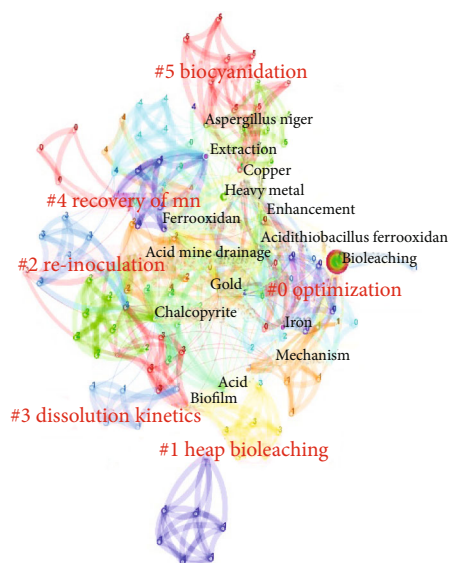 #5 biocyanidation
Aspergillus niger
Extraction
Copper
#4 recovery of mn
Heavy metal
Enhancement
Ferrooxidan
Acidithiobacillus ferrooxidan
Acid mine drainage
Bioleaching
#2 re-inoculation
Gold
#0 optimization
Chalcopyrite
Iron
Mechanism
Acid
Biofilm
#3 dissolution kinetics
#1 heap bioleaching